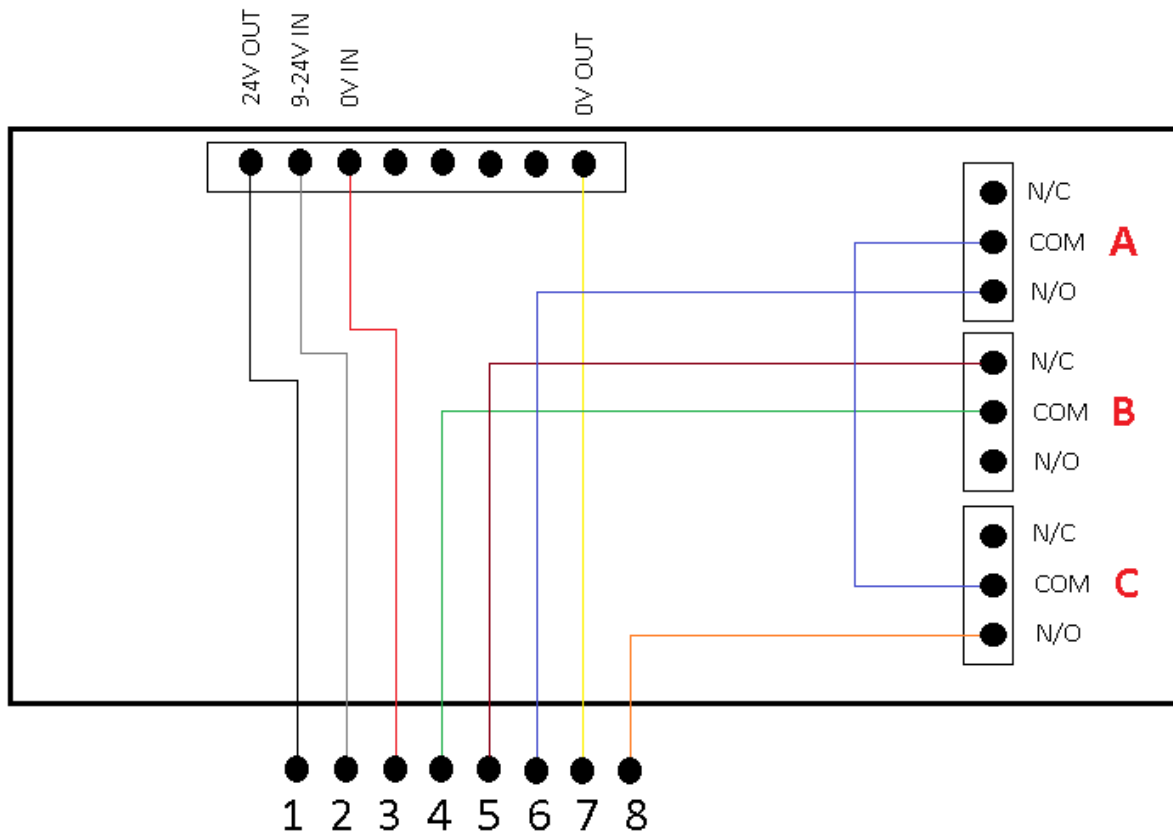 24V OUT
9-24V IN
0V IN
0V OUT
N/C
COM A
N/O
N/C
COM B
N/O
N/C
COM C
N/O
1 2 3 4 5 6 7 8